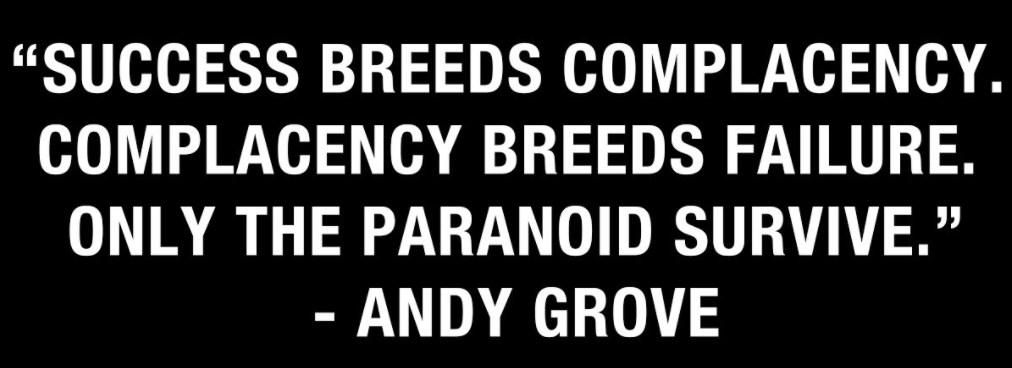 “SUCCESS BREEDS COMPLACENCY.
COMPLACENCY BREEDS FAILURE.
ONLY THE PARANOID SURVIVE.”
- ANDY GROVE